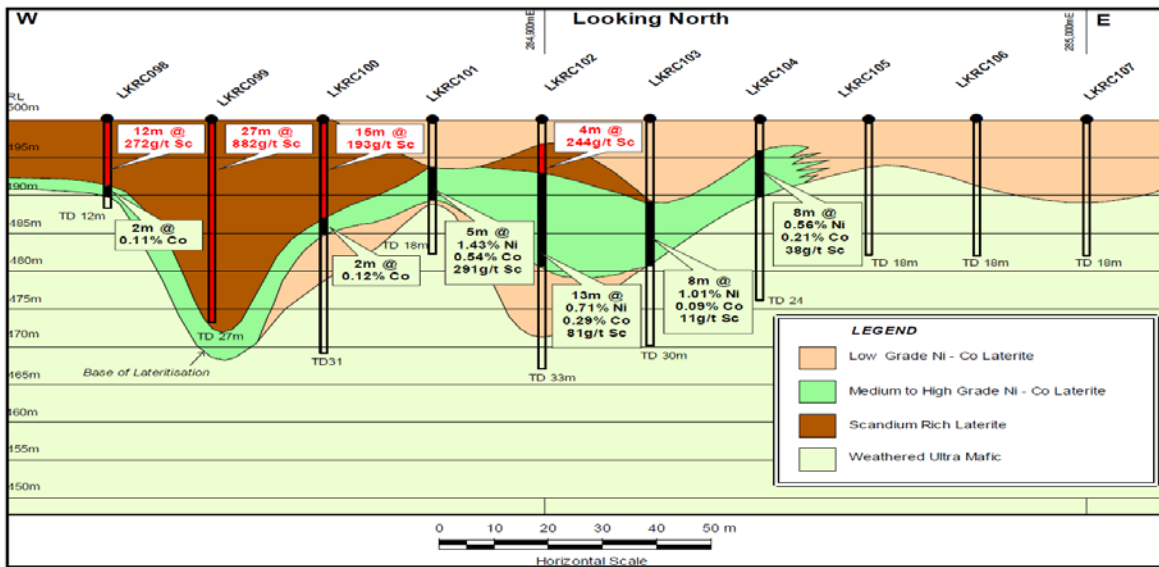 W
Looking North
E
284,900mE
285,000mE
LKRC098
LKRC099
LKRC100
LKRC101
LKRC102
LKRC103
LKRC104
LKRC105
LKRC106
LKRC107
RL
500m
495m
490m
485m
480m
475m
470m
465m
460m
455m
450m
12m @
272g/t Sc
27m @
882g/t Sc
15m @
193g/t Sc
4m @
244g/t Sc
2m @
0.11% Co
2m @
0.12% Co
5m @
1.43% Ni
0.54% Co
291g/t Sc
13m @
0.71% Ni
0.29% Co
81g/t Sc
8m @
1.01% Ni
0.09% Co
11g/t Sc
8m @
0.56% Ni
0.21% Co
38g/t Sc
TD 12m
TD 27m
TD31
TD 18m
TD 33m
TD 30m
TD 24
TD 18m
TD 18m
TD 18m
Base of Lateritisation
LEGEND
Low Grade Ni - Co Laterite
Medium to High Grade Ni - Co Laterite
Scandium Rich Laterite
Weathered Ultra Mafic
0 10 20 30 40 50 m
Horizontal Scale